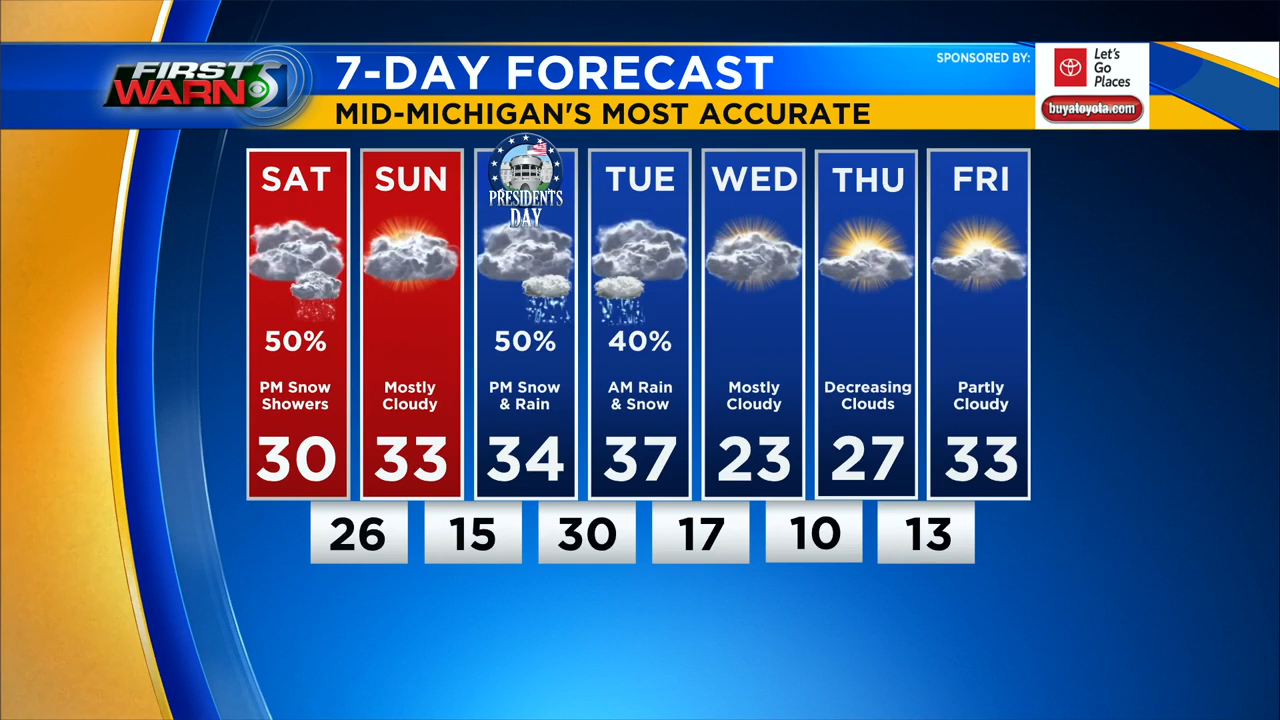 FIRST
WARN 5
7-DAY FORECAST
MID-MICHIGAN'S MOST ACCURATE
SPONSORED BY:
Let's
Go
Places
buyatoyota.com
SAT
50%
PM Snow
Showers
30
SUN
Mostly
Cloudy
33
PRESIDENTS
DAY
50%
PM Snow
& Rain
34
TUE
40%
AM Rain
& Snow
37
WED
Mostly
Cloudy
23
THU
Decreasing
Clouds
27
FRI
Partly
Cloudy
33
26
15
30
17
10
13